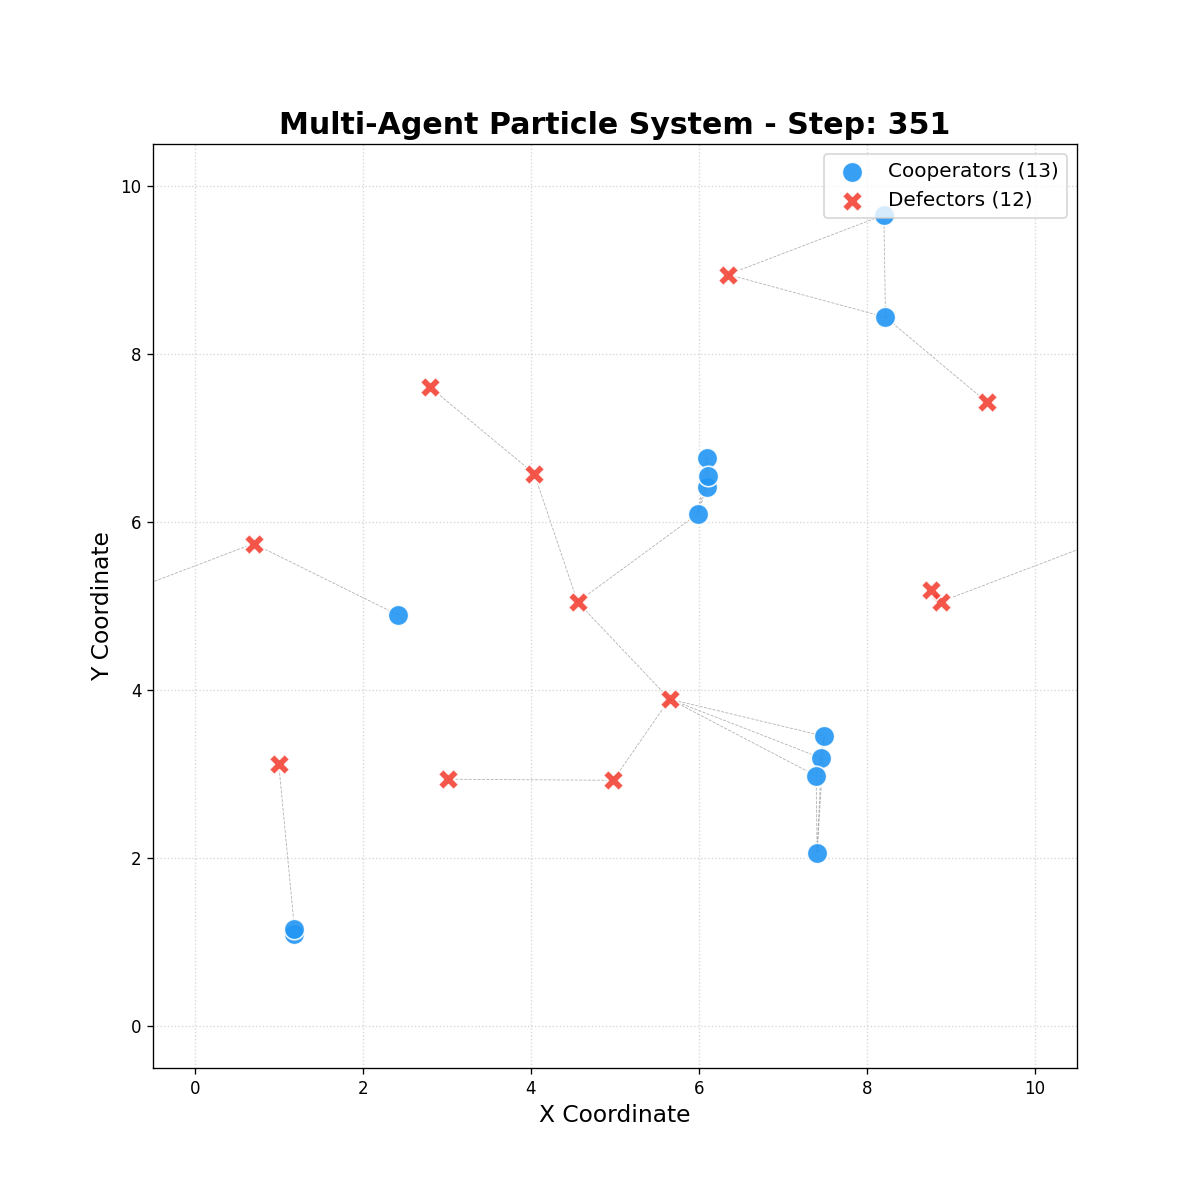 Multi-Agent Particle System - Step: 351
Cooperators (13)
Defectors (12)
10
8
6
4
2
0
Y Coordinate
0 2 4 6 8 10
X Coordinate